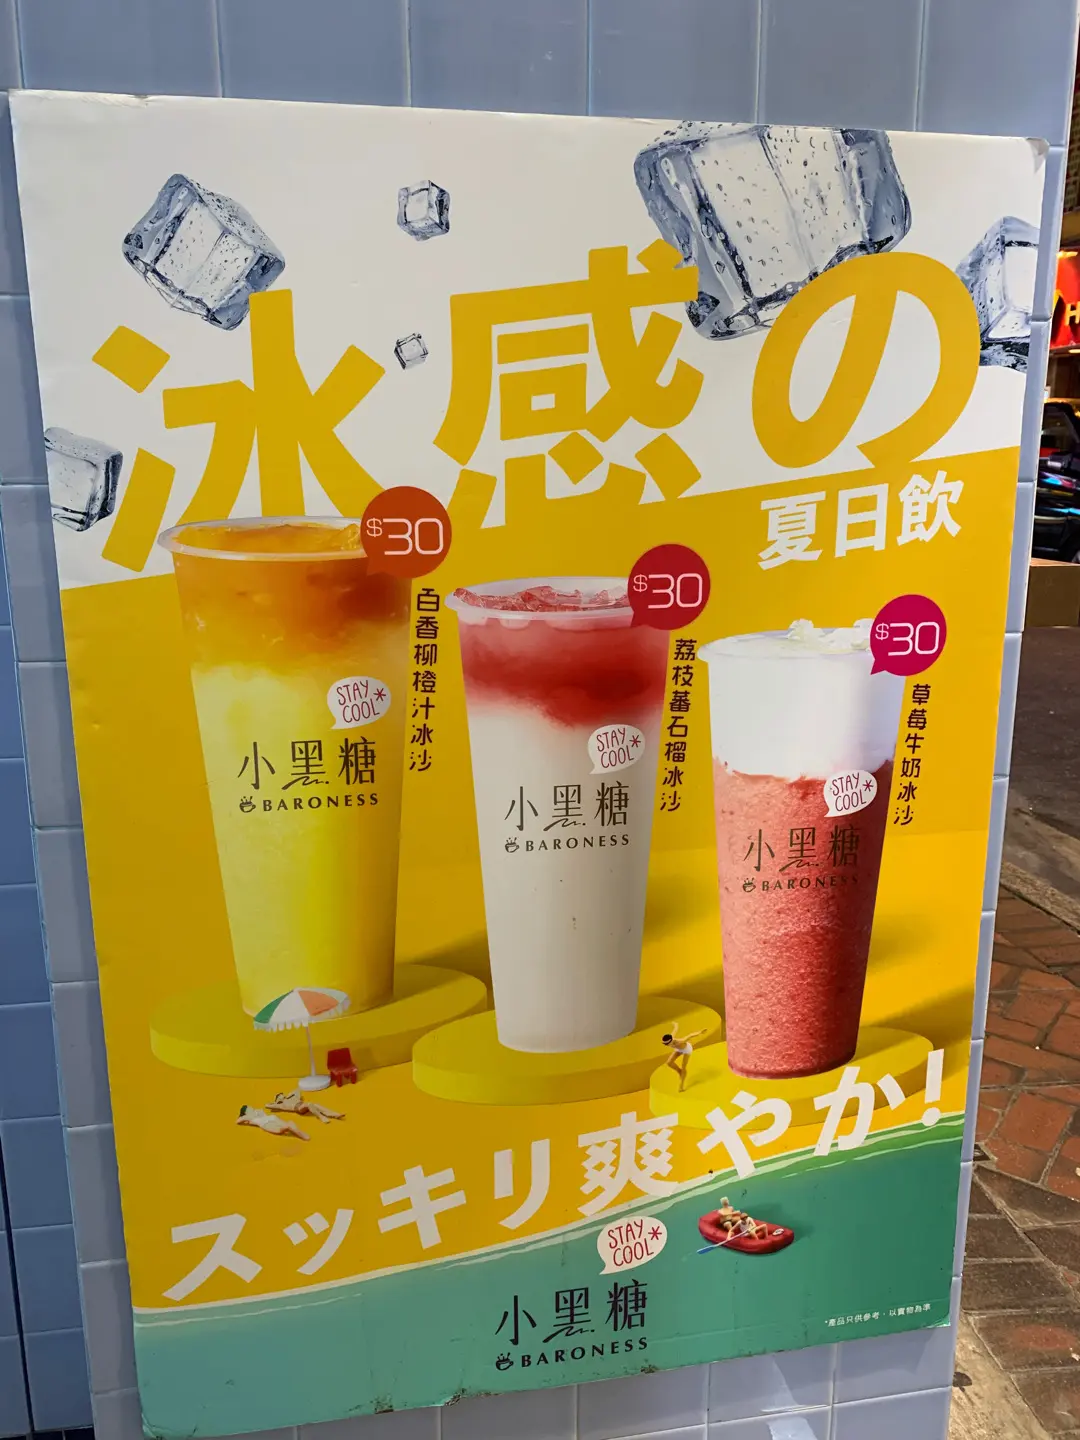 冰感の
夏日飲
$30
百香柳橙汁冰沙
$30
荔枝蕃石榴冰沙
$30
草莓牛奶冰沙
STAY COOL*
小黑糖
BARONESS
STAY COOL*
小黑糖
BARONESS
STAY COOL*
小黑糖
BARONESS
スッキリ爽やか!
STAY COOL*
小黑糖
BARONESS
*產品只供參考，以實物為準